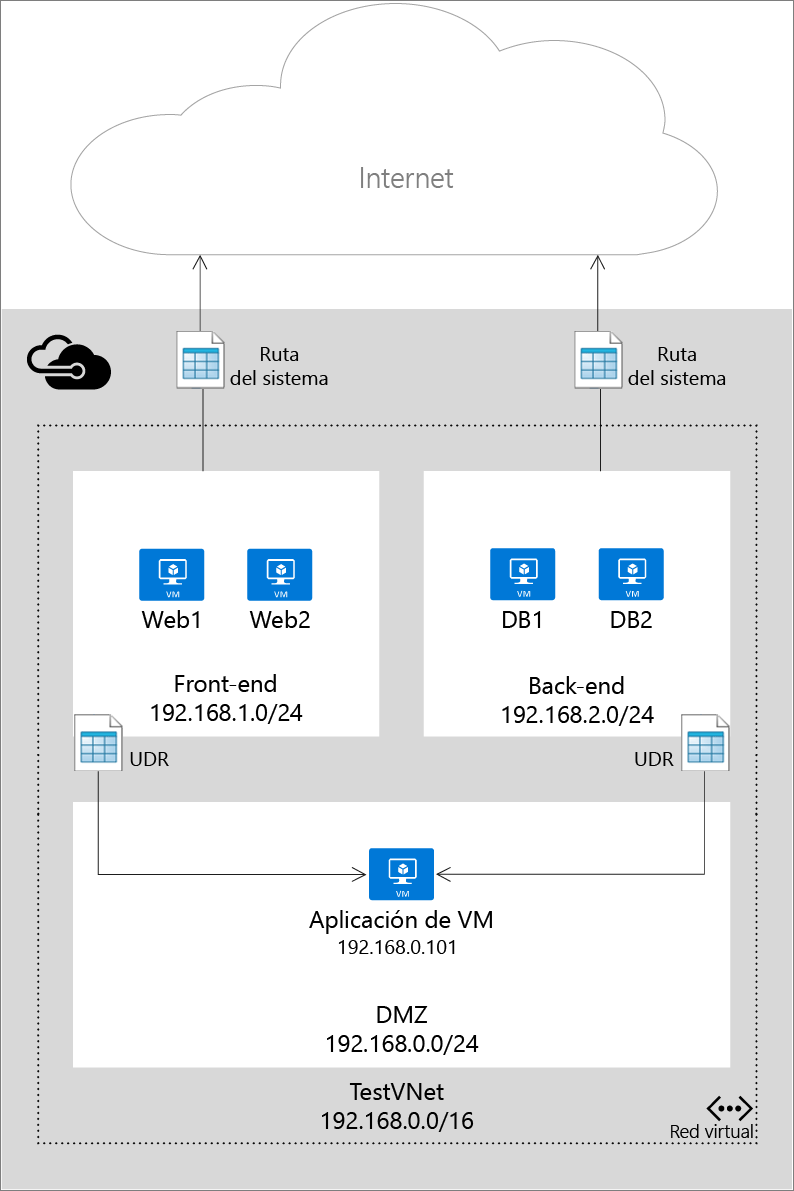 Internet
Ruta
del sistema
Ruta
del sistema
VM
VM
VM
VM
Web1
Web2
DB1
DB2
Front-end
192.168.1.0/24
Back-end
192.168.2.0/24
UDR
UDR
VM
Aplicación de VM
192.168.0.101
DMZ
192.168.0.0/24
TestVNet
192.168.0.0/16
Red virtual